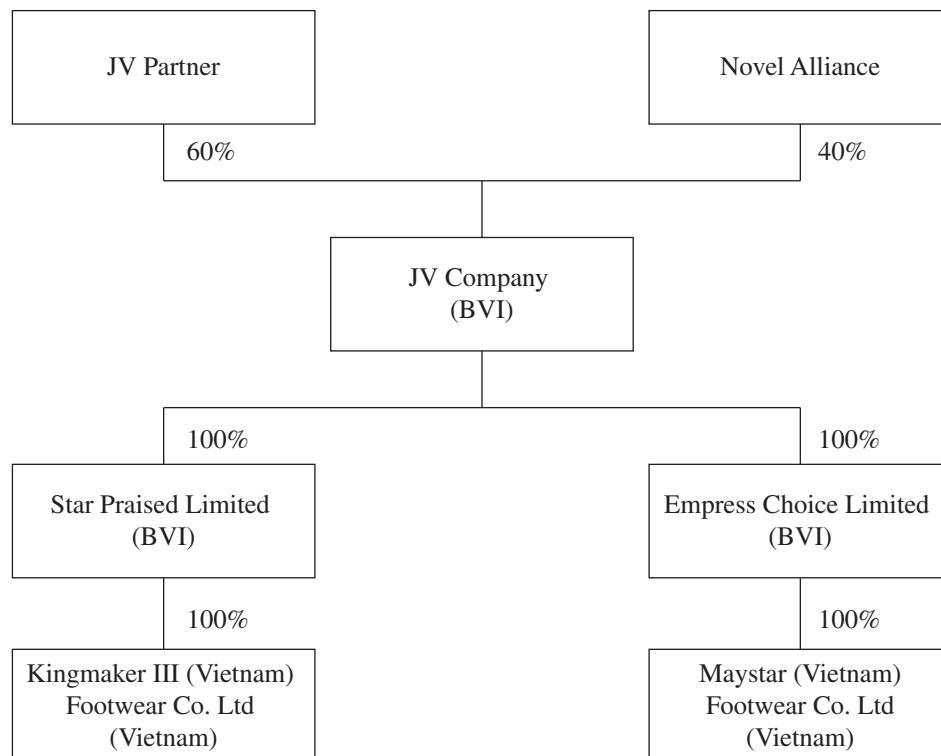 JV Partner
Novel Alliance
60%
40%
JV Company
(BVI)
100%
100%
Star Praised Limited
(BVI)
Empress Choice Limited
(BVI)
100%
100%
Kingmaker III (Vietnam)
Footwear Co. Ltd
(Vietnam)
Maystar (Vietnam)
Footwear Co. Ltd
(Vietnam)